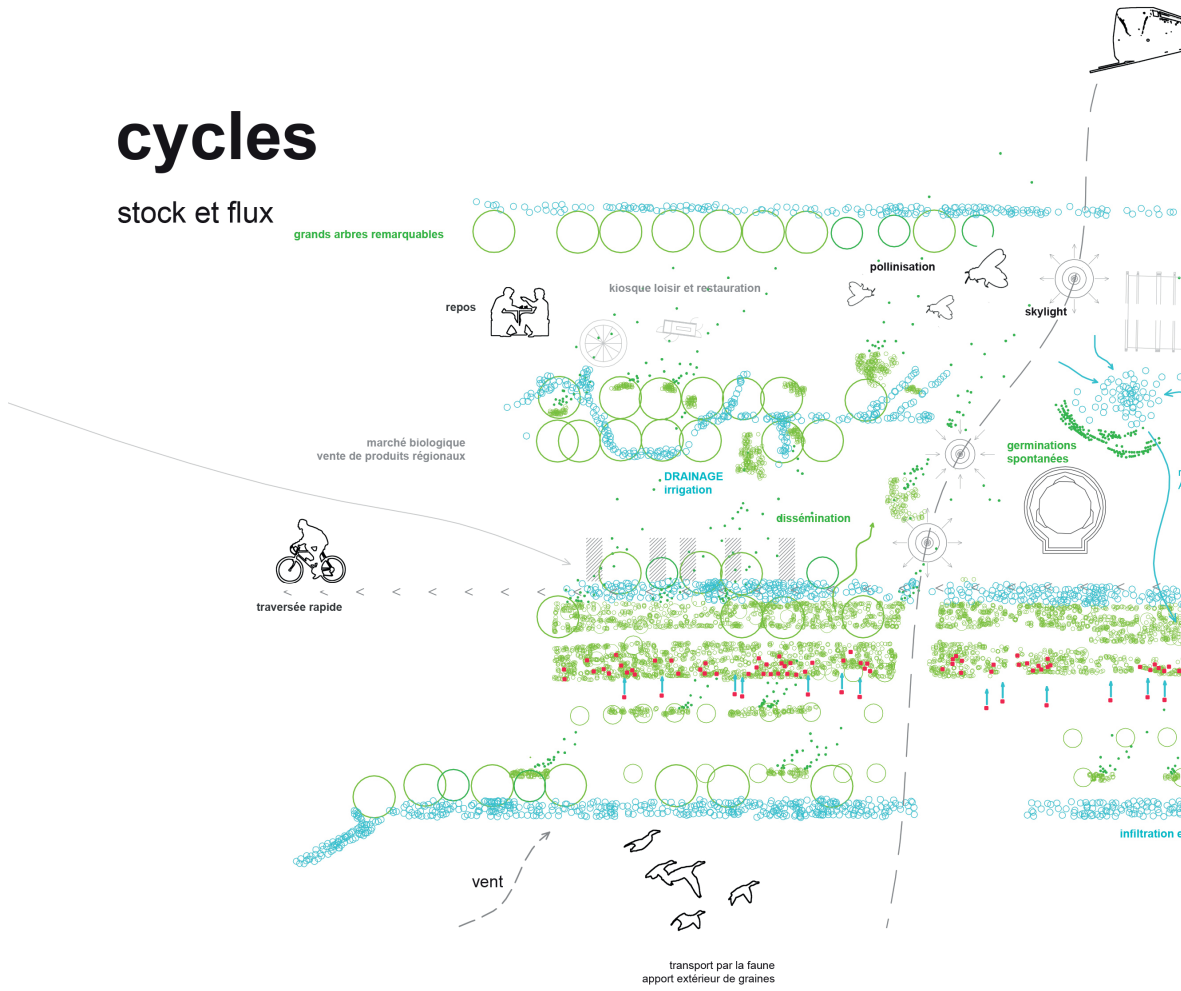 cycles
stock et flux
grands arbres remarquables
pollinisation
kiosque loisir et restauration
repos
skylight
marché biologique
vente de produits régionaux
germinations
spontanées
DRAINAGE
irrigation
dissémination
traversée rapide
infiltration e
vent
transport par la faune
apport extérieur de graines